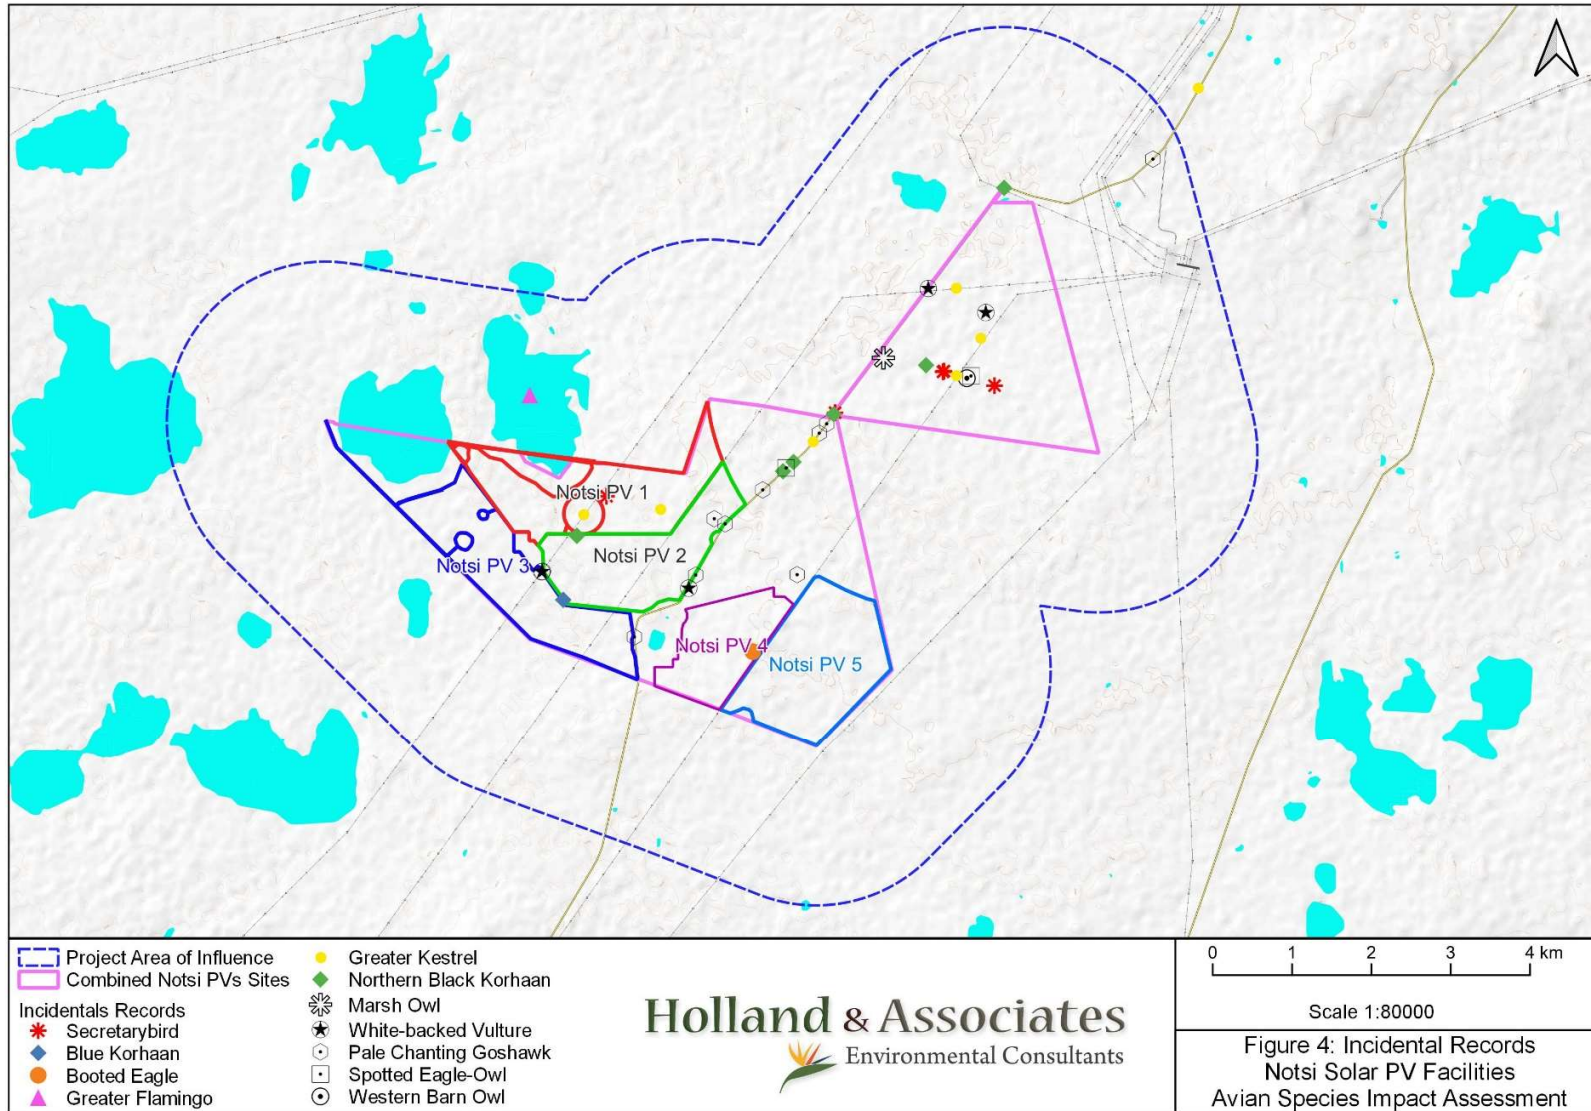 Notsi PV 1
Notsi PV 2
Notsi PV 3
Notsi PV 4
Notsi PV 5
Project Area of Influence
Combined Notsi PVs Sites
Incidentals Records
Secretarybird
Blue Korhaan
Booted Eagle
Greater Flamingo
Greater Kestrel
Northern Black Korhaan
Marsh Owl
White-backed Vulture
Pale Chanting Goshawk
Spotted Eagle-Owl
Western Barn Owl
Holland & Associates
Environmental Consultants
0 1 2 3 4 km
Scale 1:80000
Figure 4: Incidental Records
Notsi Solar PV Facilities
Avian Species Impact Assessment